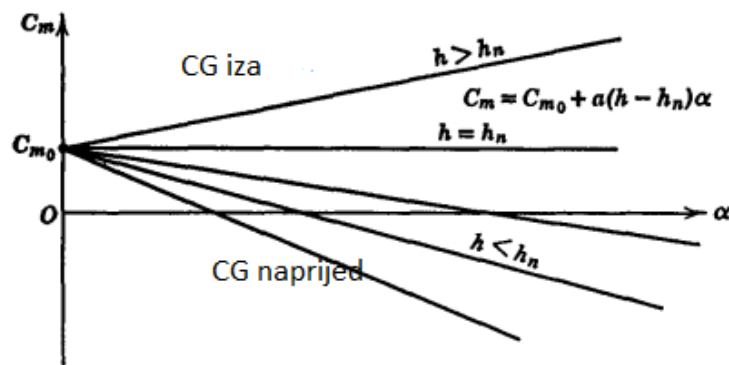 Cm
CG iza
h > hn
Cm = Cm0 + a(h − hn)α
Cm0
h = hn
O
α
h < hn
CG naprijed